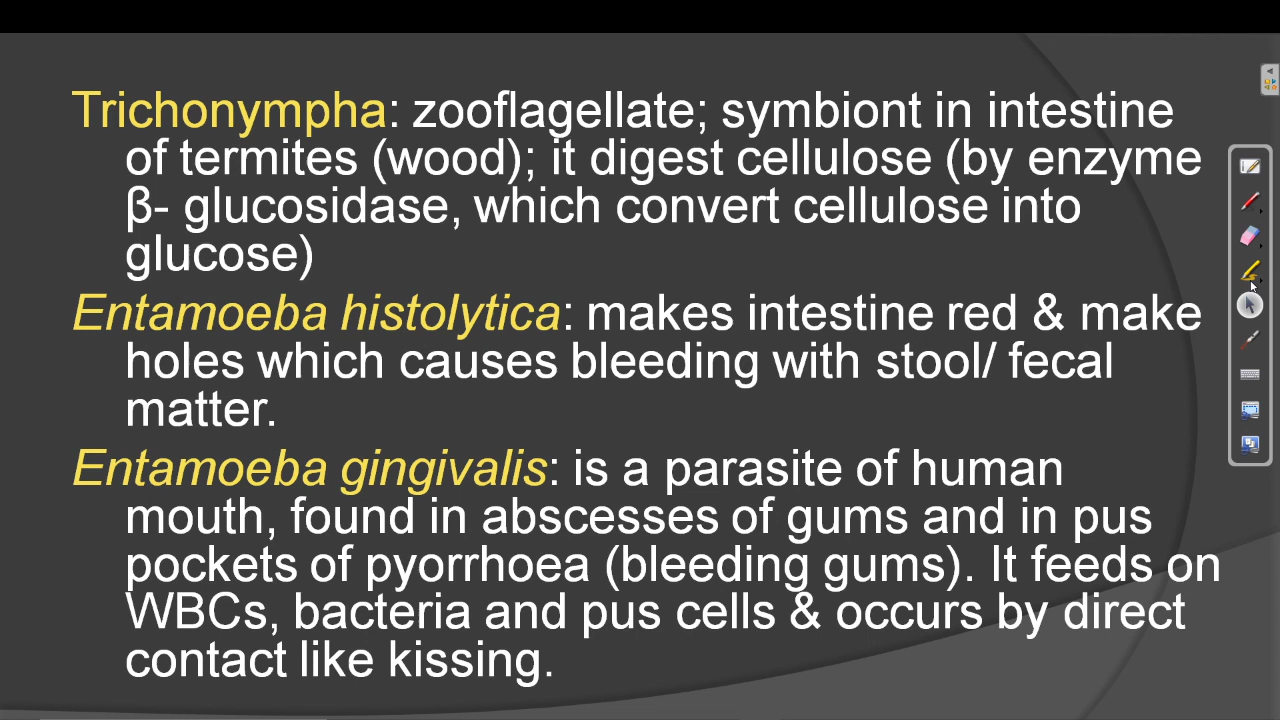 Trichonympha: zooflagellate; symbiont in intestine
of termites (wood); it digest cellulose (by enzyme
β- glucosidase, which convert cellulose into
glucose)
Entamoeba histolytica: makes intestine red & make
holes which causes bleeding with stool/ fecal
matter.
Entamoeba gingivalis: is a parasite of human
mouth, found in abscesses of gums and in pus
pockets of pyorrhoea (bleeding gums). It feeds on
WBCs, bacteria and pus cells & occurs by direct
contact like kissing.